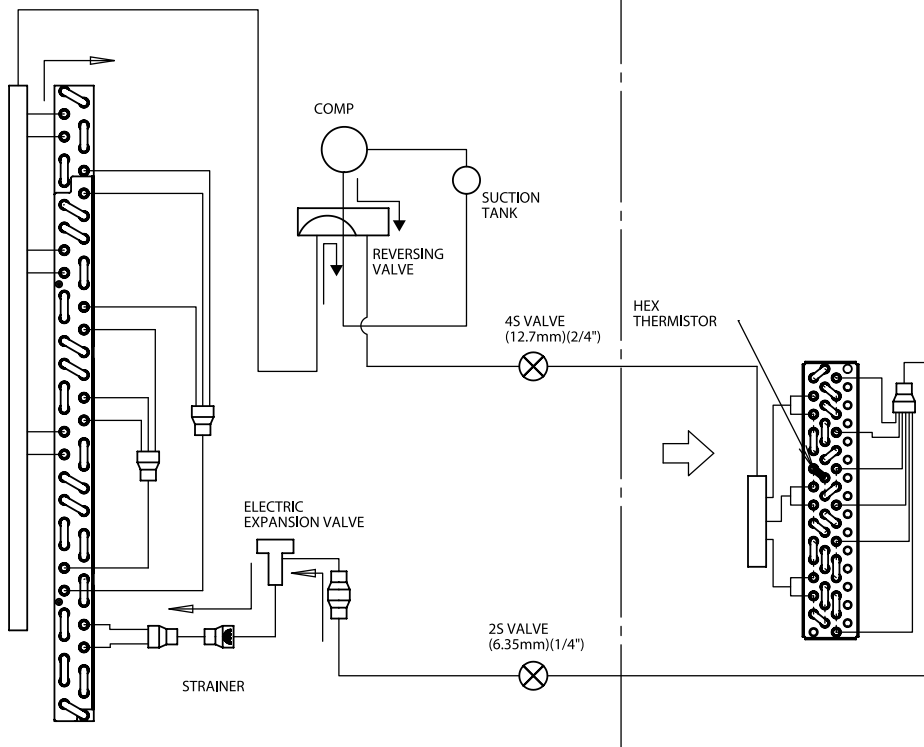 COMP
SUCTION
TANK
REVERSING
VALVE
HEX
THERMISTOR
4S VALVE
(12.7mm)(2/4")
ELECTRIC
EXPANSION VALVE
2S VALVE
(6.35mm)(1/4")
STRAINER